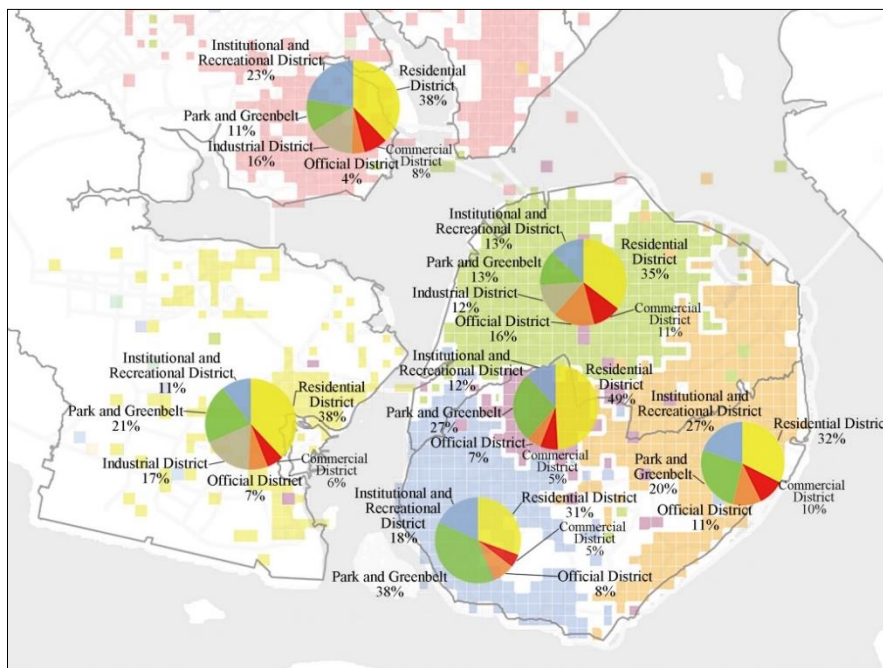 Institutional and
Recreational District
23%
Residential
District
38%
Park and Greenbelt
11%
Industrial District
16%
Official District
4%
Commercial
District
8%
Institutional and
Recreational District
13%
Residential District
35%
Park and Greenbelt
13%
Industrial District
12%
Official District
16%
Commercial
District
11%
Institutional and
Recreational District
12%
Residential
District
49%
Park and Greenbelt
27%
Official District
7%
Commercial
District
5%
Institutional and
Recreational District
11%
Residential
District
38%
Park and Greenbelt
21%
Industrial District
17%
Official District
7%
Commercial
District
6%
Institutional and
Recreational District
27%
Residential District
32%
Park and
Greenbelt
20%
Official District
11%
Commercial
District
10%
Institutional and
Recreational
District
18%
Residential District
31%
Commercial
District
5%
Park and Greenbelt
38%
Official District
8%